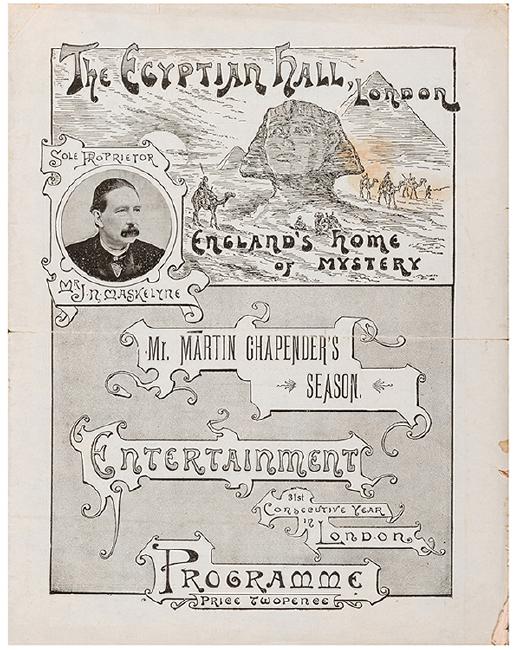 The Egyptian Hall, London
Sole Proprietor
Mr J. N. Maskelyne
England's Home
of Mystery
Mr. MARTIN CHAPENDER'S
SEASON.
Entertainment
31st
Consecutive Year
in
London.
Programme
Price Twopence